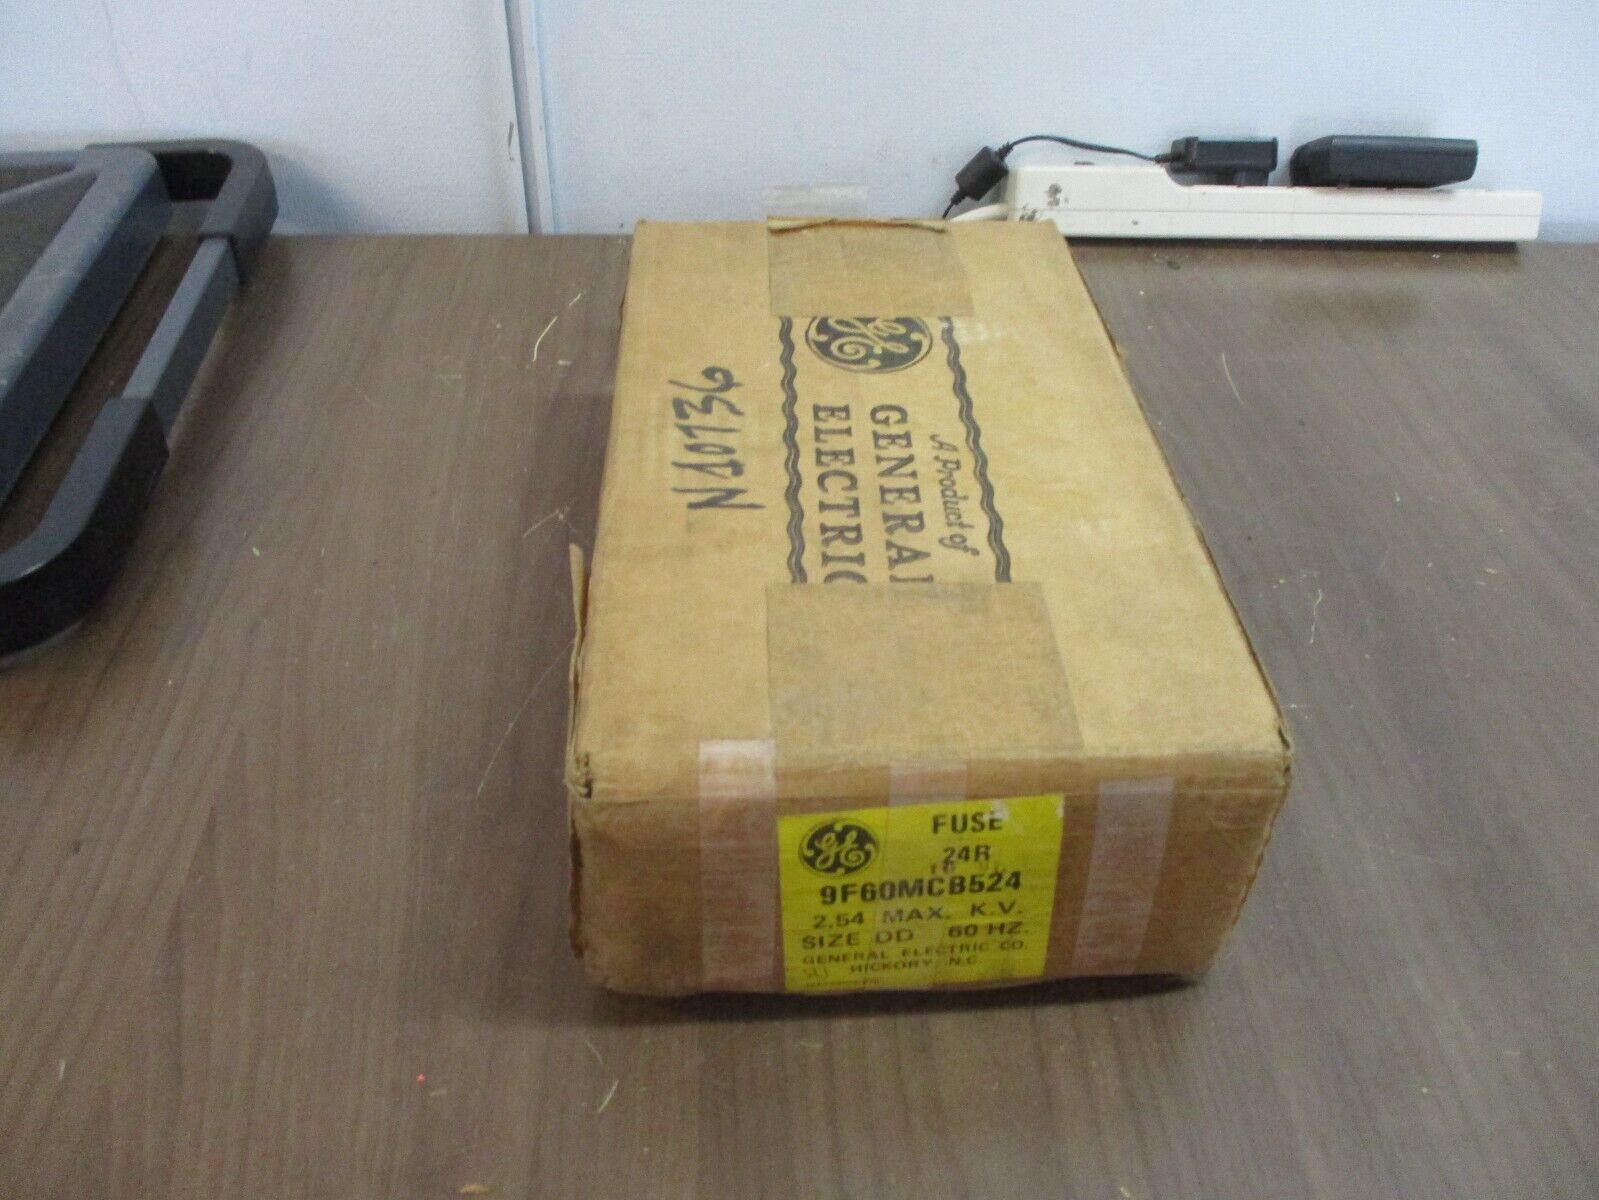 A Product of
GENERAL
ELECTRIC
N10736
FUSE
24R
9F60MCB524
2.54 MAX. K.V.
SIZE DD 60 HZ.
GENERAL ELECTRIC CO.
HICKORY, N.C.